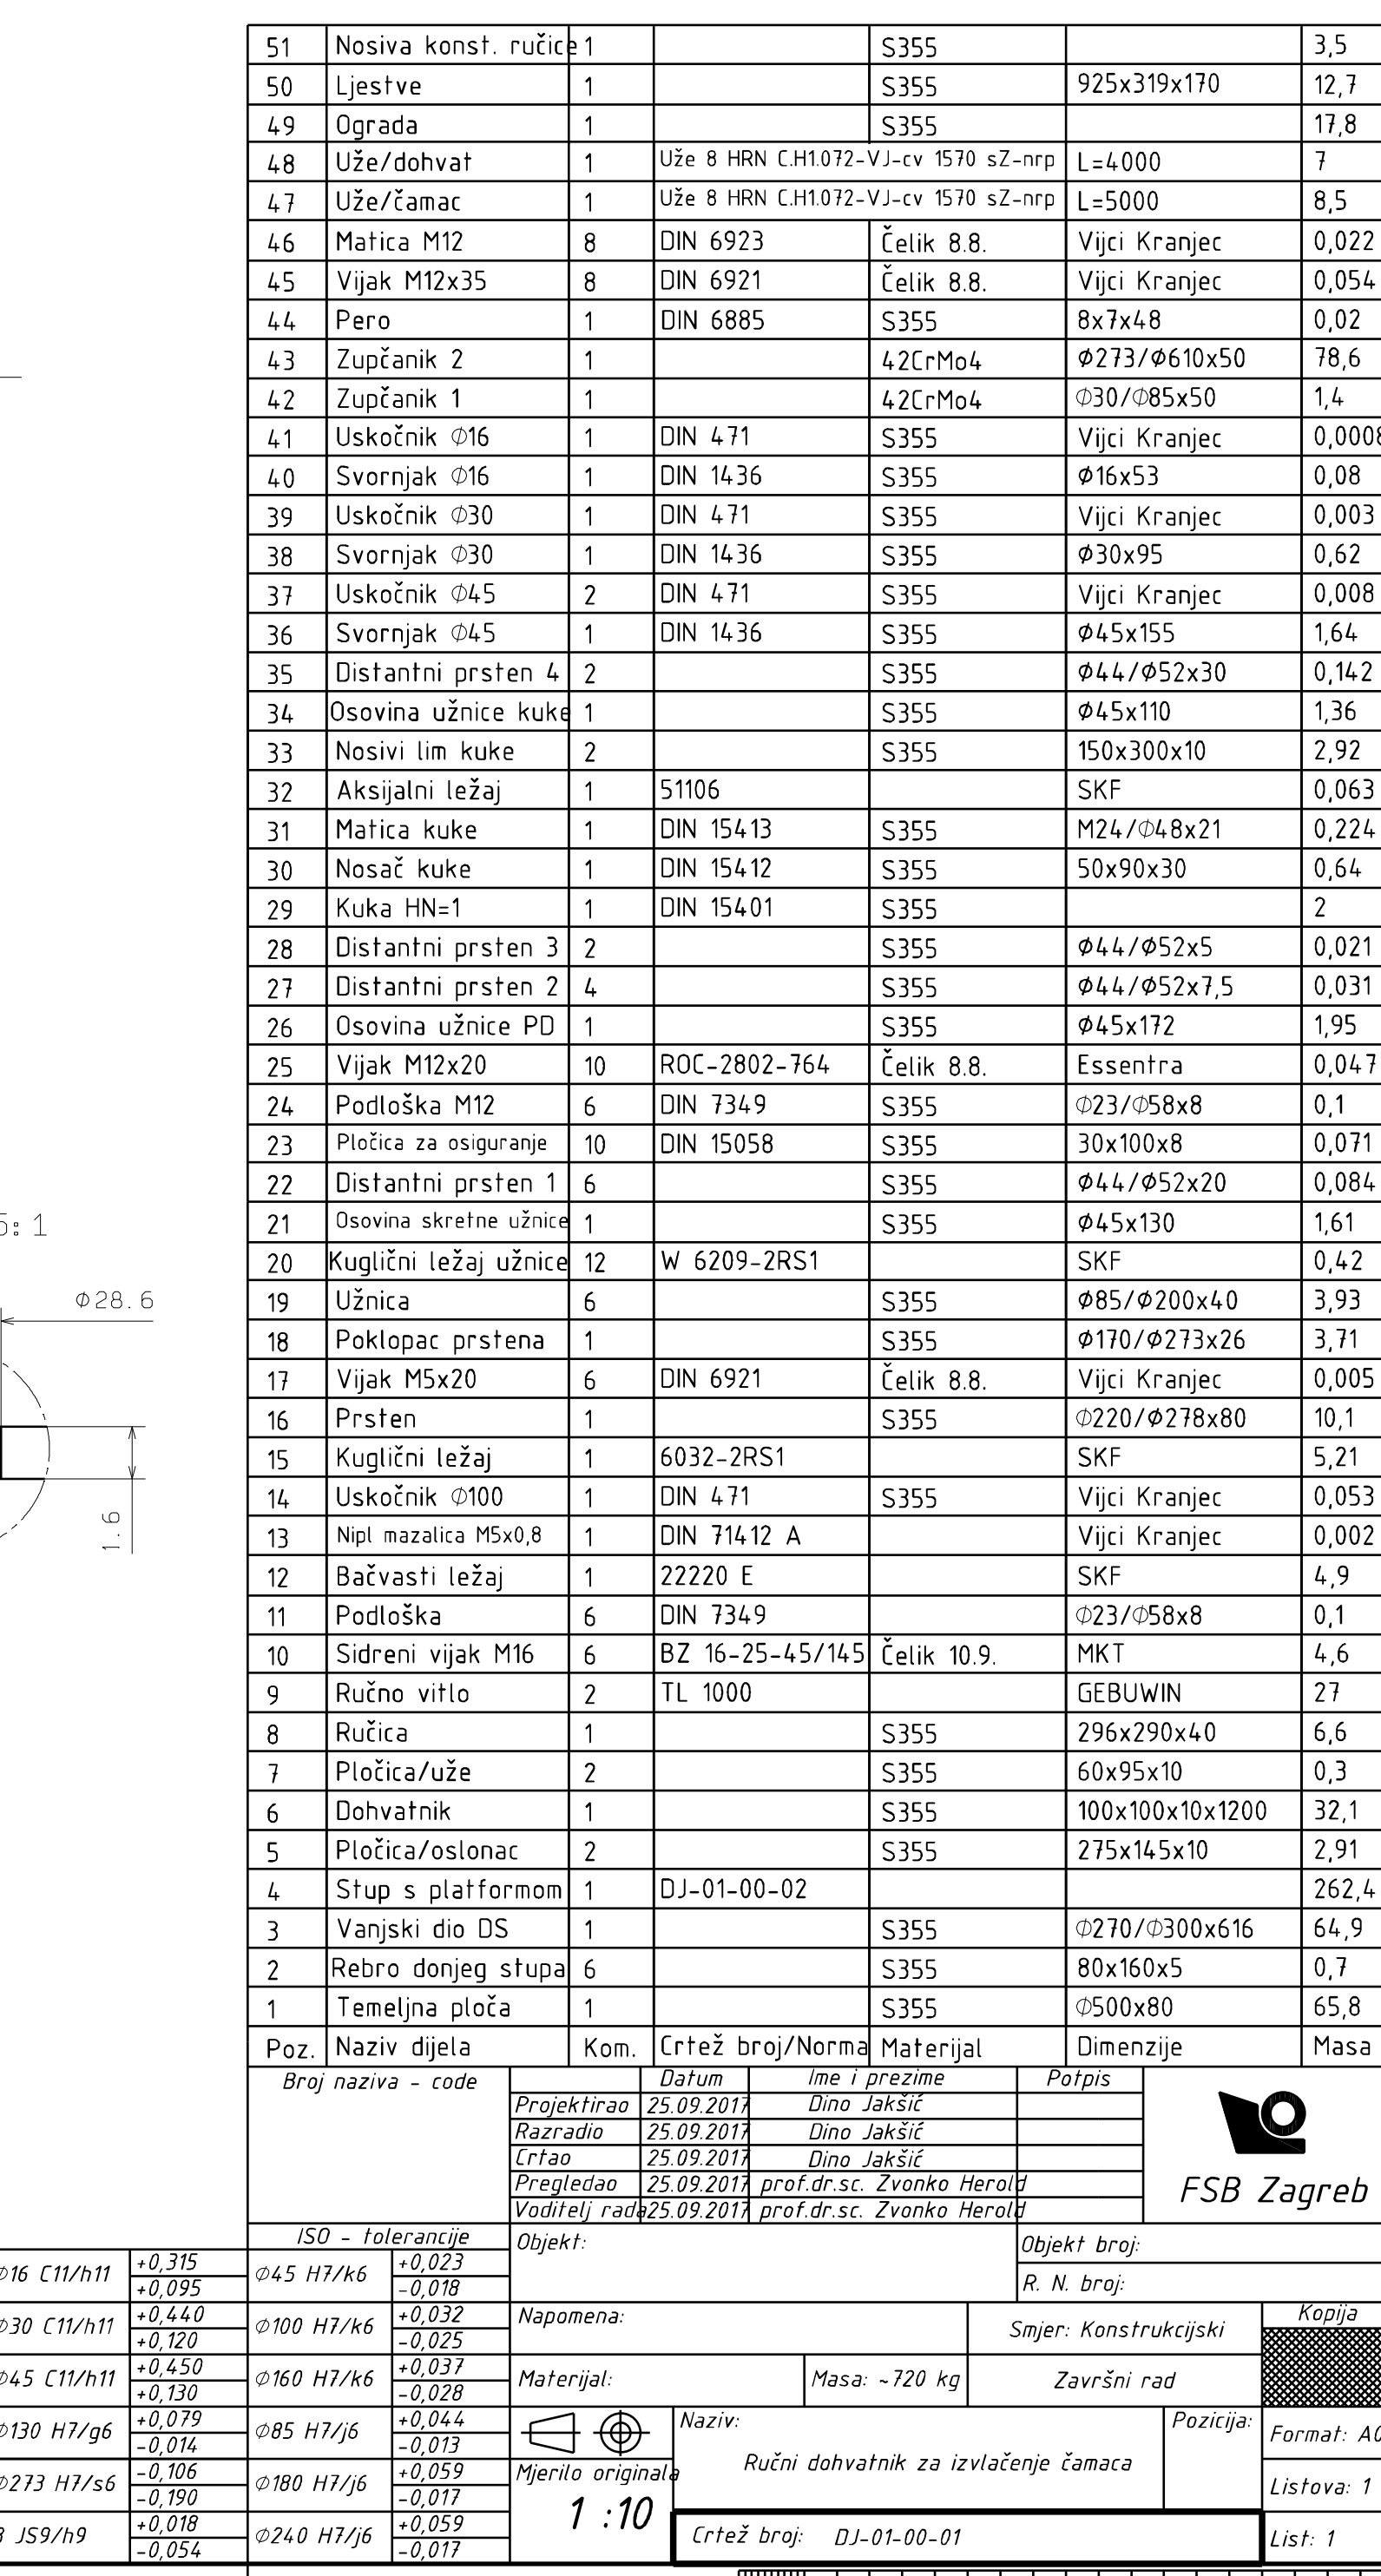 51 Nosiva konst. ručice 1 S355 3,5
50 Ljestve 1 S355 925x319x170 12,7
49 Ograda 1 S355 17,8
48 Uže/dohvat 1 Uže 8 HRN C.H1.072-VJ-cv 1570 sZ-nrp L=4000 7
47 Uže/čamac 1 Uže 8 HRN C.H1.072-VJ-cv 1570 sZ-nrp L=5000 8,5
46 Matica M12 8 DIN 6923 Čelik 8.8. Vijci Kranjec 0,022
45 Vijak M12x35 8 DIN 6921 Čelik 8.8. Vijci Kranjec 0,054
44 Pero 1 DIN 6885 S355 8x7x48 0,02
43 Zupčanik 2 1 42CrMo4 Φ273/Φ610x50 78,6
42 Zupčanik 1 1 42CrMo4 Φ30/Φ85x50 1,4
41 Uskočnik Φ16 1 DIN 471 S355 Vijci Kranjec 0,0008
40 Svornjak Φ16 1 DIN 1436 S355 Φ16x53 0,08
39 Uskočnik Φ30 1 DIN 471 S355 Vijci Kranjec 0,003
38 Svornjak Φ30 1 DIN 1436 S355 Φ30x95 0,62
37 Uskočnik Φ45 2 DIN 471 S355 Vijci Kranjec 0,008
36 Svornjak Φ45 1 DIN 1436 S355 Φ45x155 1,64
35 Distantni prsten 4 2 S355 Φ44/Φ52x30 0,142
34 Osovina užnice kuke 1 S355 Φ45x110 1,36
33 Nosivi lim kuke 2 S355 150x300x10 2,92
32 Aksijalni ležaj 1 51106 SKF 0,063
31 Matica kuke 1 DIN 15413 S355 M24/Φ48x21 0,224
30 Nosač kuke 1 DIN 15412 S355 50x90x30 0,64
29 Kuka HN=1 1 DIN 15401 S355 2
28 Distantni prsten 3 2 S355 Φ44/Φ52x5 0,021
27 Distantni prsten 2 4 S355 Φ44/Φ52x7,5 0,031
26 Osovina užnice PD 1 S355 Φ45x172 1,95
25 Vijak M12x20 10 ROC-2802-764 Čelik 8.8. Essentra 0,047
24 Podloška M12 6 DIN 7349 S355 Φ23/Φ58x8 0,1
23 Pločica za osiguranje 10 DIN 15058 S355 30x100x8 0,071
22 Distantni prsten 1 6 S355 Φ44/Φ52x20 0,084
21 Osovina skretne užnice 1 S355 Φ45x130 1,61
20 Kuglični ležaj užnice 12 W 6209-2RS1 SKF 0,42
19 Užnica 6 S355 Φ85/Φ200x40 3,93
18 Poklopac prstena 1 S355 Φ170/Φ273x26 3,71
17 Vijak M5x20 6 DIN 6921 Čelik 8.8. Vijci Kranjec 0,005
16 Prsten 1 S355 Φ220/Φ278x80 10,1
15 Kuglični ležaj 1 6032-2RS1 SKF 5,21
14 Uskočnik Φ100 1 DIN 471 S355 Vijci Kranjec 0,053
13 Nipl mazalica M5x0,8 1 DIN 71412 A Vijci Kranjec 0,002
12 Bačvasti ležaj 1 22220 E SKF 4,9
11 Podloška 6 DIN 7349 Φ23/Φ58x8 0,1
10 Sidreni vijak M16 6 BZ 16-25-45/145 Čelik 10.9. MKT 4,6
9 Ručno vitlo 2 TL 1000 GEBUWIN 27
8 Ručica 1 S355 296x290x40 6,6
7 Pločica/uže 2 S355 60x95x10 0,3
6 Dohvatnik 1 S355 100x100x10x1200 32,1
5 Pločica/oslonac 2 S355 275x145x10 2,91
4 Stup s platformom 1 DJ-01-00-02 262,4
3 Vanjski dio DS 1 S355 Φ270/Φ300x616 64,9
2 Rebro donjeg stupa 6 S355 80x160x5 0,7
1 Temeljna ploča 1 S355 Φ500x80 65,8
Poz. Naziv dijela Kom. Crtež broj/Norma Materijal Dimenzije Masa
5:1
Φ28.6
1.6
Broj naziva - code
Datum Ime i prezime Potpis
Projektirao 25.09.2017 Dino Jakšić
Razradio 25.09.2017 Dino Jakšić
Crtao 25.09.2017 Dino Jakšić
Pregledao 25.09.2017 prof.dr.sc. Zvonko Herold
Voditelj rada 25.09.2017 prof.dr.sc. Zvonko Herold
FSB Zagreb
ISO - tolerancije
Φ16 C11/h11 +0,315 +0,095 Φ45 H7/k6 +0,023 -0,018
Φ30 C11/h11 +0,440 +0,120 Φ100 H7/k6 +0,032 -0,025
Φ45 C11/h11 +0,450 +0,130 Φ160 H7/k6 +0,037 -0,028
Φ130 H7/g6 +0,079 -0,014 Φ85 H7/j6 +0,044 -0,013
Φ273 H7/s6 -0,106 -0,190 Φ180 H7/j6 +0,059 -0,017
8 JS9/h9 +0,018 -0,054 Φ240 H7/j6 +0,059 -0,017
Objekt:
Objekt broj:
R. N. broj:
Napomena:
Smjer: Konstrukcijski
Kopija
Materijal:
Masa: ~720 kg
Završni rad
Naziv:
Ručni dohvatnik za izvlačenje čamaca
Pozicija:
Format: A0
Mjerilo originala
1 :10
Listova: 1
Crtež broj: DJ-01-00-01
List: 1